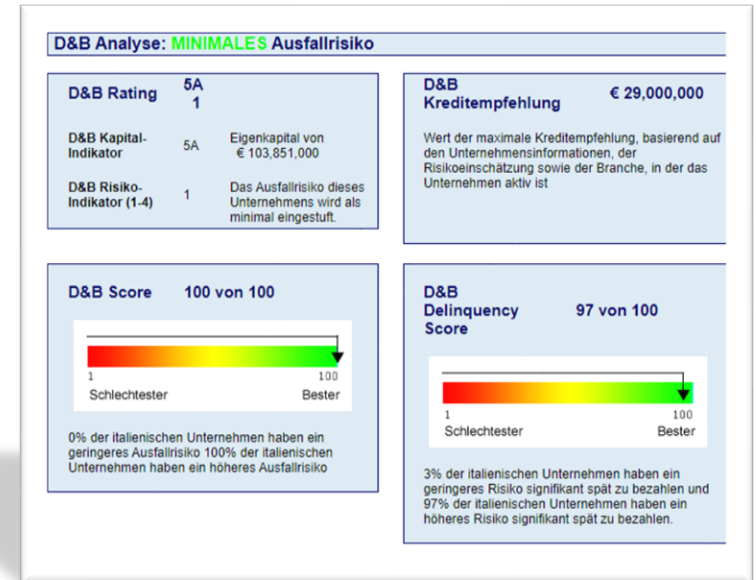 D&B Analyse: MINIMALES Ausfallrisiko
D&B Rating
5A
1
D&B Kapital-
Indikator
5A
Eigenkapital von
€ 103,851,000
D&B Risiko-
Indikator (1-4)
1
Das Ausfallrisiko dieses
Unternehmens wird als
minimal eingestuft.
D&B
Kreditempfehlung
€ 29,000,000
Wert der maximale Kreditempfehlung, basierend auf
den Unternehmensinformationen, der
Risikoeinschätzung sowie der Branche, in der das
Unternehmen aktiv ist
D&B Score
100 von 100
1
100
Schlechtester
Bester
0% der italienischen Unternehmen haben ein
geringeres Ausfallrisiko 100% der italienischen
Unternehmen haben ein höheres Ausfallrisiko
D&B
Delinquency
Score
97 von 100
1
100
Schlechtester
Bester
3% der italienischen Unternehmen haben ein
geringeres Risiko signifikant spät zu bezahlen und
97% der italienischen Unternehmen haben ein
höheres Risiko signifikant spät zu bezahlen.